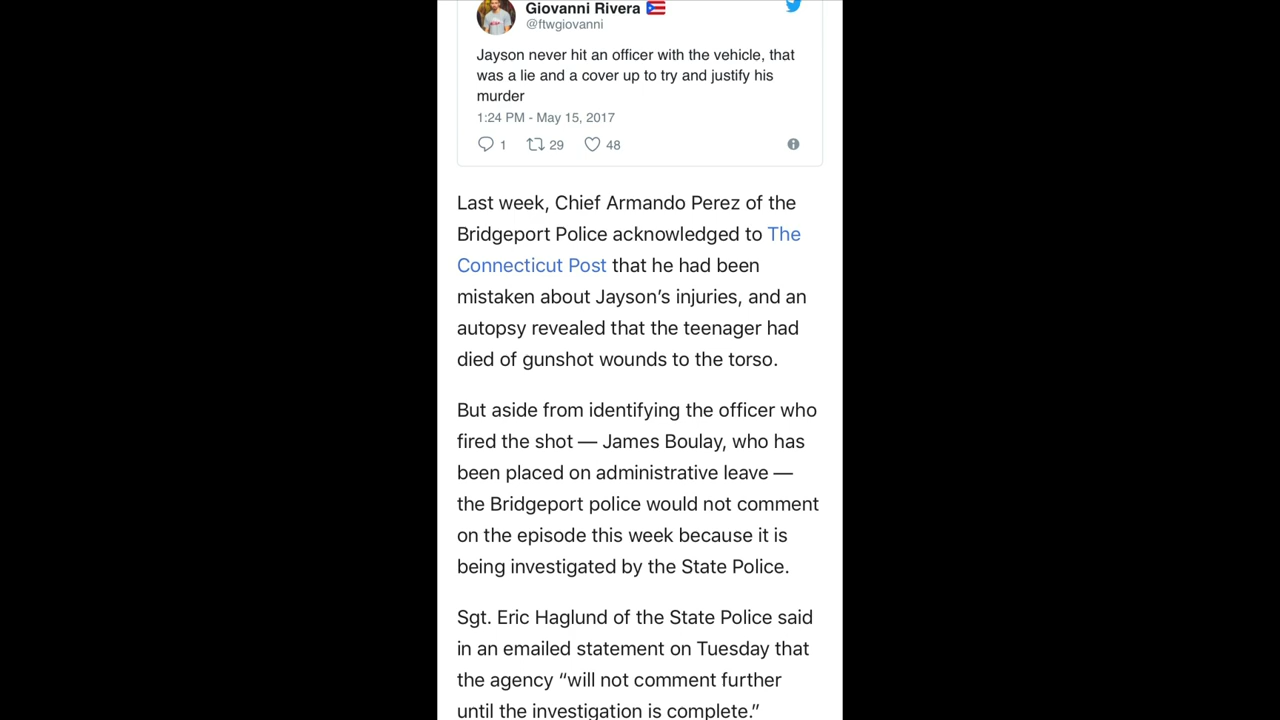 Giovanni Rivera 🇵🇷
@ftwgiovanni
Jayson never hit an officer with the vehicle, that
was a lie and a cover up to try and justify his
murder
1:24 PM - May 15, 2017
1 29 48
Last week, Chief Armando Perez of the
Bridgeport Police acknowledged to The
Connecticut Post that he had been
mistaken about Jayson’s injuries, and an
autopsy revealed that the teenager had
died of gunshot wounds to the torso.
But aside from identifying the officer who
fired the shot — James Boulay, who has
been placed on administrative leave —
the Bridgeport police would not comment
on the episode this week because it is
being investigated by the State Police.
Sgt. Eric Haglund of the State Police said
in an emailed statement on Tuesday that
the agency “will not comment further
until the investigation is complete.”